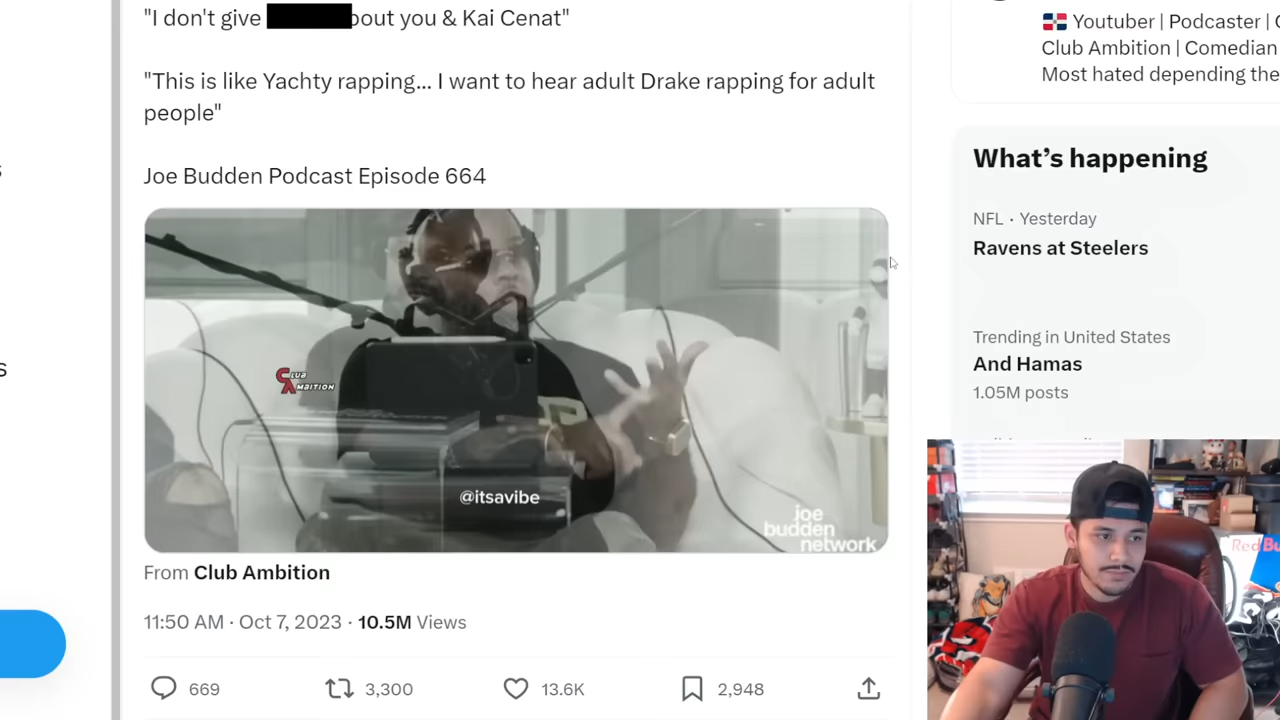 "I don't give bout you & Kai Cenat"
"This is like Yachty rapping... I want to hear adult Drake rapping for adult
people"
Joe Budden Podcast Episode 664
CLUB
AMBITION
@itsavibe
joe
budden
network
From Club Ambition
11:50 AM · Oct 7, 2023 · 10.5M Views
669 3,300 13.6K 2,948
Youtuber | Podcaster |
Club Ambition | Comedian
Most hated depending the
What's happening
NFL · Yesterday
Ravens at Steelers
Trending in United States
And Hamas
1.05M posts
Red Bu